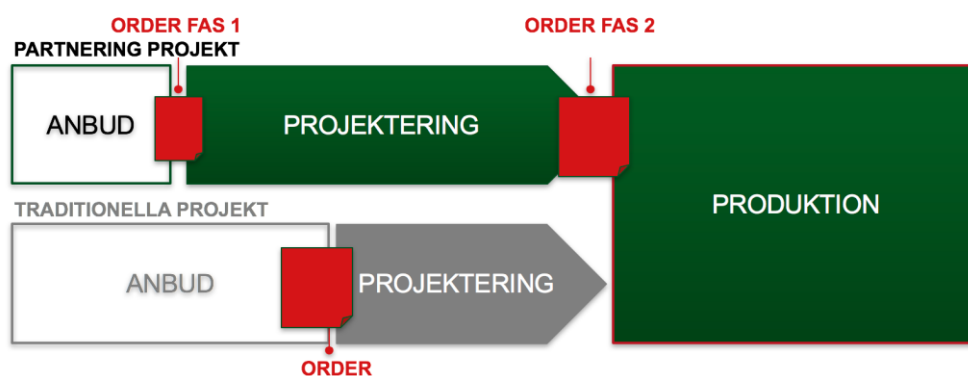 ORDER FAS 1
ORDER FAS 2
PARTNERING PROJEKT
ANBUD
PROJEKTERING
PRODUKTION
TRADITIONELLA PROJEKT
ANBUD
PROJEKTERING
ORDER